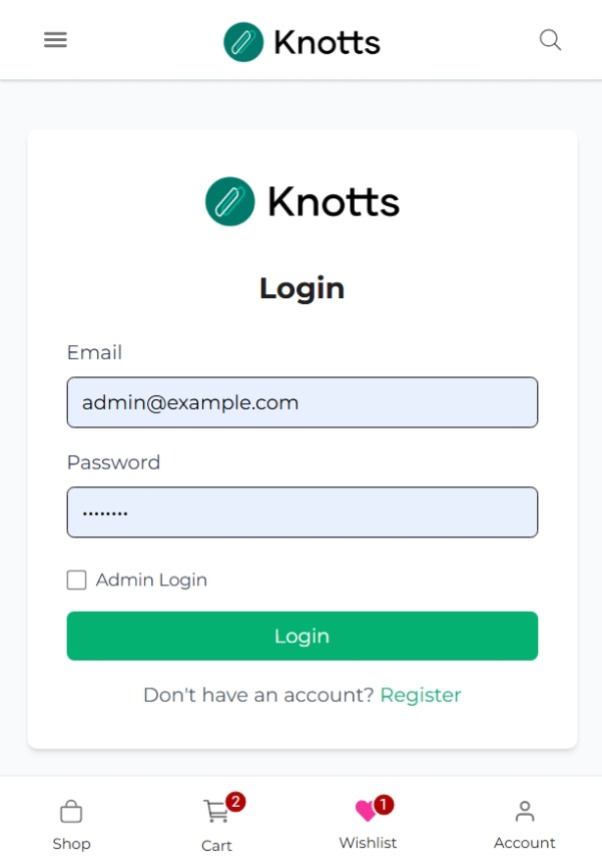 Knotts
Knotts
Login
Email
admin@example.com
Password
••••••••
Admin Login
Login
Don't have an account? Register
2
1
Shop
Cart
Wishlist
Account